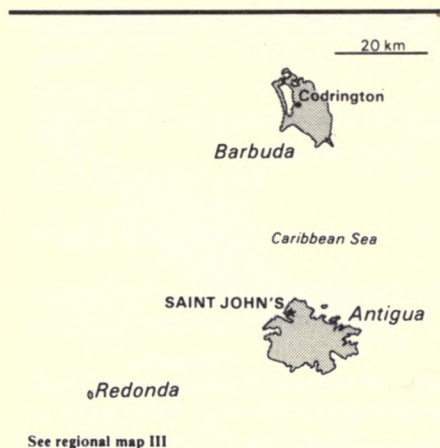 20 km
Codrington
Barbuda
Caribbean Sea
SAINT JOHN'S
Antigua
Redonda
See regional map III